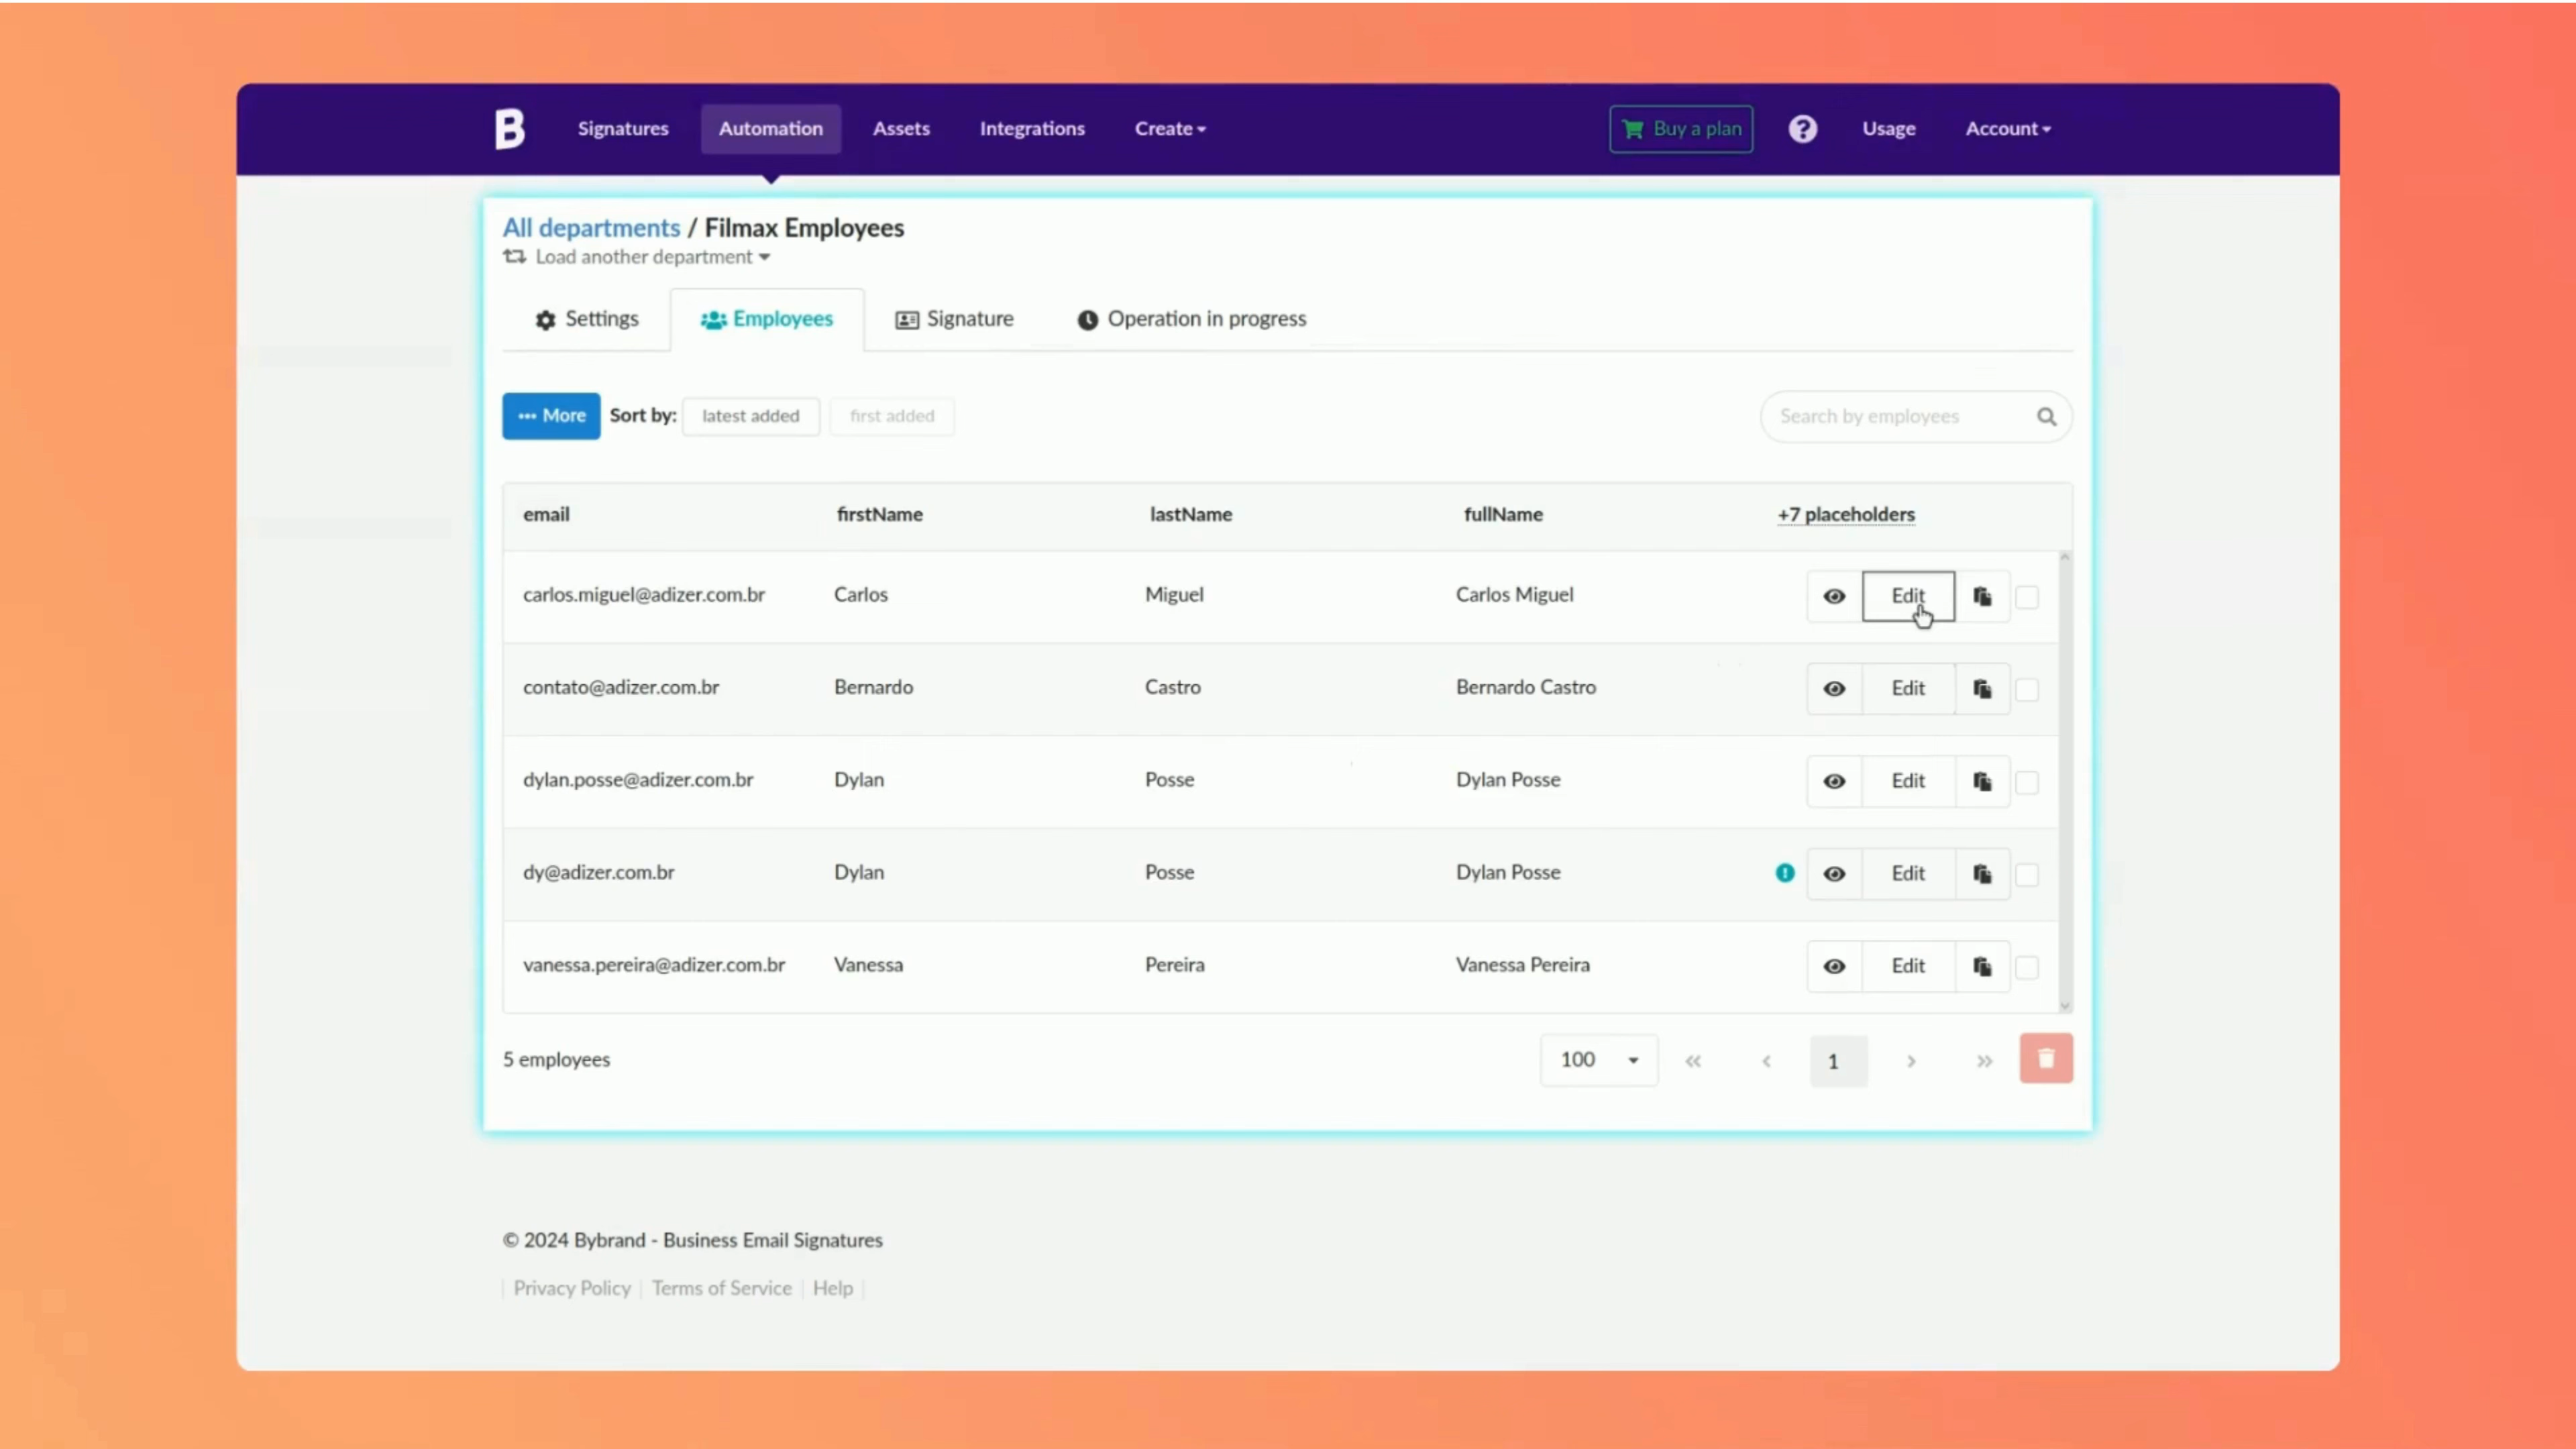 B Signatures Automation Assets Integrations Create Buy a plan ? Usage Account
All departments / Filmax Employees
Load another department
Settings Employees Signature Operation in progress
••• More Sort by: latest added first added Search by employees
email firstName lastName fullName +7 placeholders
carlos.miguel@adizer.com.br Carlos Miguel Carlos Miguel Edit
contato@adizer.com.br Bernardo Castro Bernardo Castro Edit
dylan.posse@adizer.com.br Dylan Posse Dylan Posse Edit
dy@adizer.com.br Dylan Posse Dylan Posse ! Edit
vanessa.pereira@adizer.com.br Vanessa Pereira Vanessa Pereira Edit
5 employees 100 « ‹ 1 › »
© 2024 Bybrand - Business Email Signatures
Privacy Policy | Terms of Service | Help |